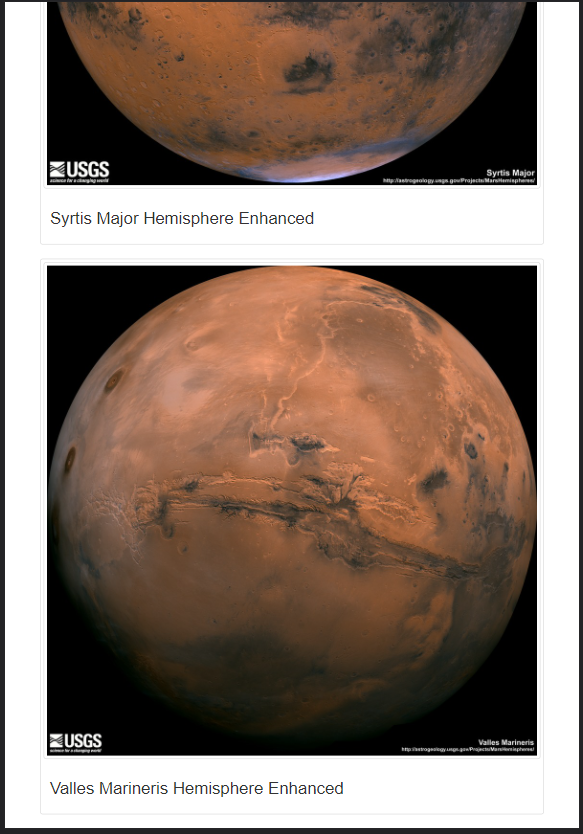 USGS
science for a changing world
Syrtis Major
http://astrogeology.usgs.gov/Projects/MarsHemispheres/
Syrtis Major Hemisphere Enhanced
USGS
science for a changing world
Valles Marineris
http://astrogeology.usgs.gov/Projects/MarsHemispheres/
Valles Marineris Hemisphere Enhanced